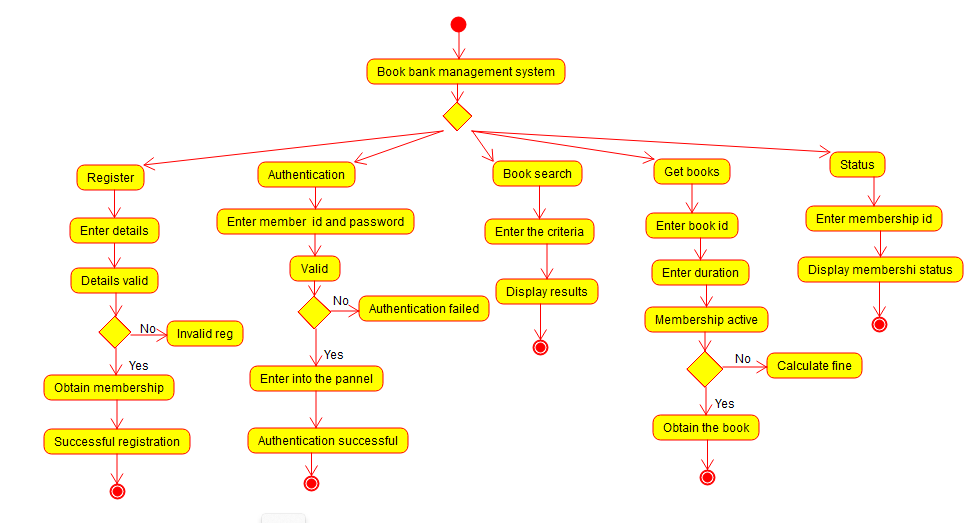 Book bank management system
Register
Enter details
Details valid
No
Invalid reg
Yes
Obtain membership
Successful registration
Authentication
Enter member id and password
Valid
No
Authentication failed
Yes
Enter into the pannel
Authentication successful
Book search
Enter the criteria
Display results
Get books
Enter book id
Enter duration
Membership active
No
Calculate fine
Yes
Obtain the book
Status
Enter membership id
Display membershi status